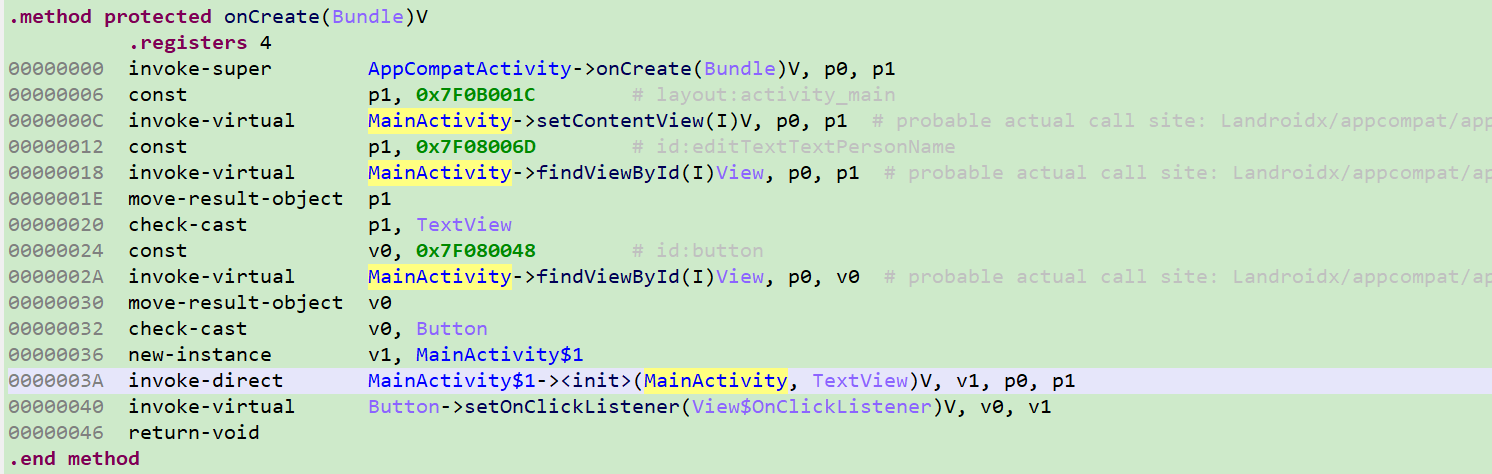 .method protected onCreate(Bundle)V
.registers 4
00000000 invoke-super AppCompatActivity->onCreate(Bundle)V, p0, p1
00000006 const p1, 0x7F0B001C # layout:activity_main
0000000C invoke-virtual MainActivity->setContentView(I)V, p0, p1 # probable actual call site: Landroidx/appcompat/app
00000012 const p1, 0x7F08006D # id:editTextTextPersonName
00000018 invoke-virtual MainActivity->findViewById(I)View, p0, p1 # probable actual call site: Landroidx/appcompat/ap
0000001E move-result-object p1
00000020 check-cast p1, TextView
00000024 const v0, 0x7F080048 # id:button
0000002A invoke-virtual MainActivity->findViewById(I)View, p0, v0 # probable actual call site: Landroidx/appcompat/ap
00000030 move-result-object v0
00000032 check-cast v0, Button
00000036 new-instance v1, MainActivity$1
0000003A invoke-direct MainActivity$1-><init>(MainActivity, TextView)V, v1, p0, p1
00000040 invoke-virtual Button->setOnClickListener(View$OnClickListener)V, v0, v1
00000046 return-void
.end method